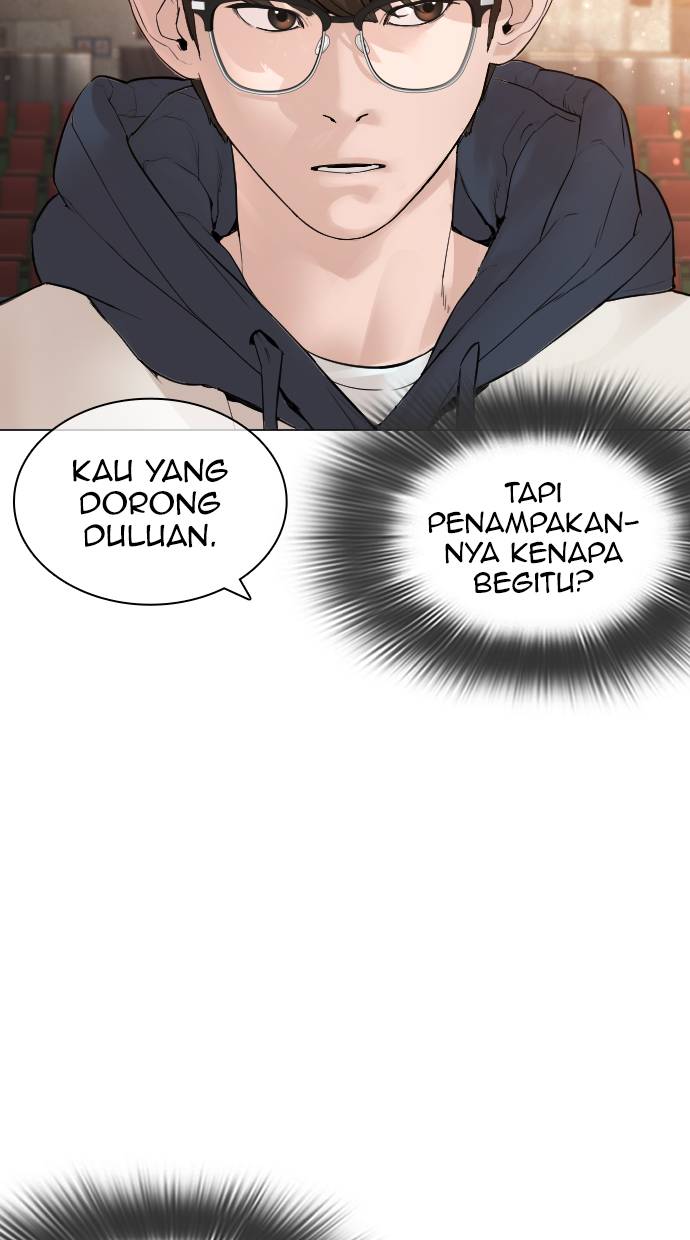 KAU YANG
DORONG
DULUAN.
TAPI
PENAMPAKAN-
NYA KENAPA
BEGITU?